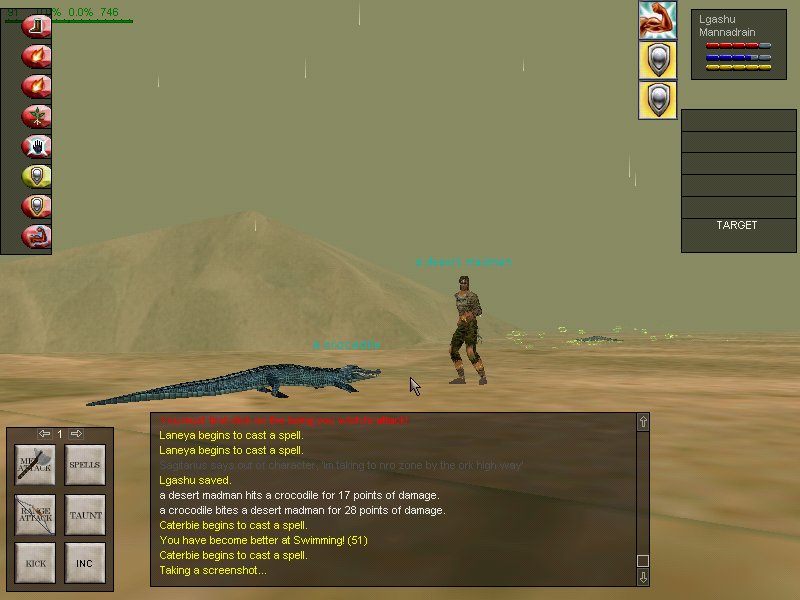 0.0% 746
Lgashu
Mannadrain
TARGET
a desert madman
a crocodile
1
MELEE ATTACK
SPELLS
RANGE ATTACK
TAUNT
KICK
INC
You must first click on the being you wish to attack!
Laneya begins to cast a spell.
Laneya begins to cast a spell.
Sagitarius says out of character, 'im taking to nro zone by the ork high way'
Lgashu saved.
a desert madman hits a crocodile for 17 points of damage.
a crocodile bites a desert madman for 28 points of damage.
Caterbie begins to cast a spell.
You have become better at Swimming! (51)
Caterbie begins to cast a spell.
Taking a screenshot...